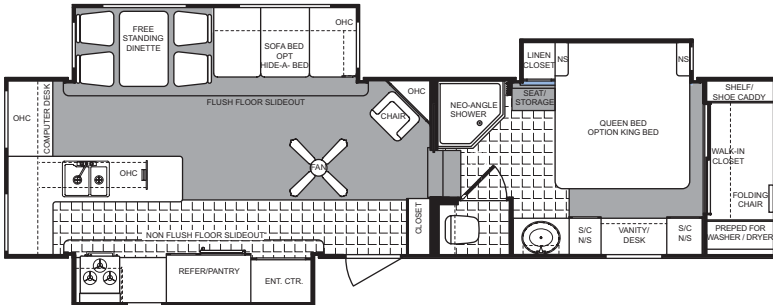 FREE
STANDING
DINETTE
SOFA BED
OPT
HIDE-A- BED
OHC
LINEN
CLOSET
NS
NS
FLUSH FLOOR SLIDEOUT
OHC
COMPUTER DESK
OHC
CHAIR
NEO-ANGLE
SHOWER
SEAT/
STORAGE
QUEEN BED
OPTION KING BED
SHELF/
SHOE CADDY
WALK-IN
CLOSET
FOLDING
CHAIR
OHC
FAN
CLOSET
NON FLUSH FLOOR SLIDEOUT
REFER/PANTRY
ENT. CTR.
S/C
N/S
VANITY/
DESK
S/C
N/S
PREPED FOR
WASHER / DRYER